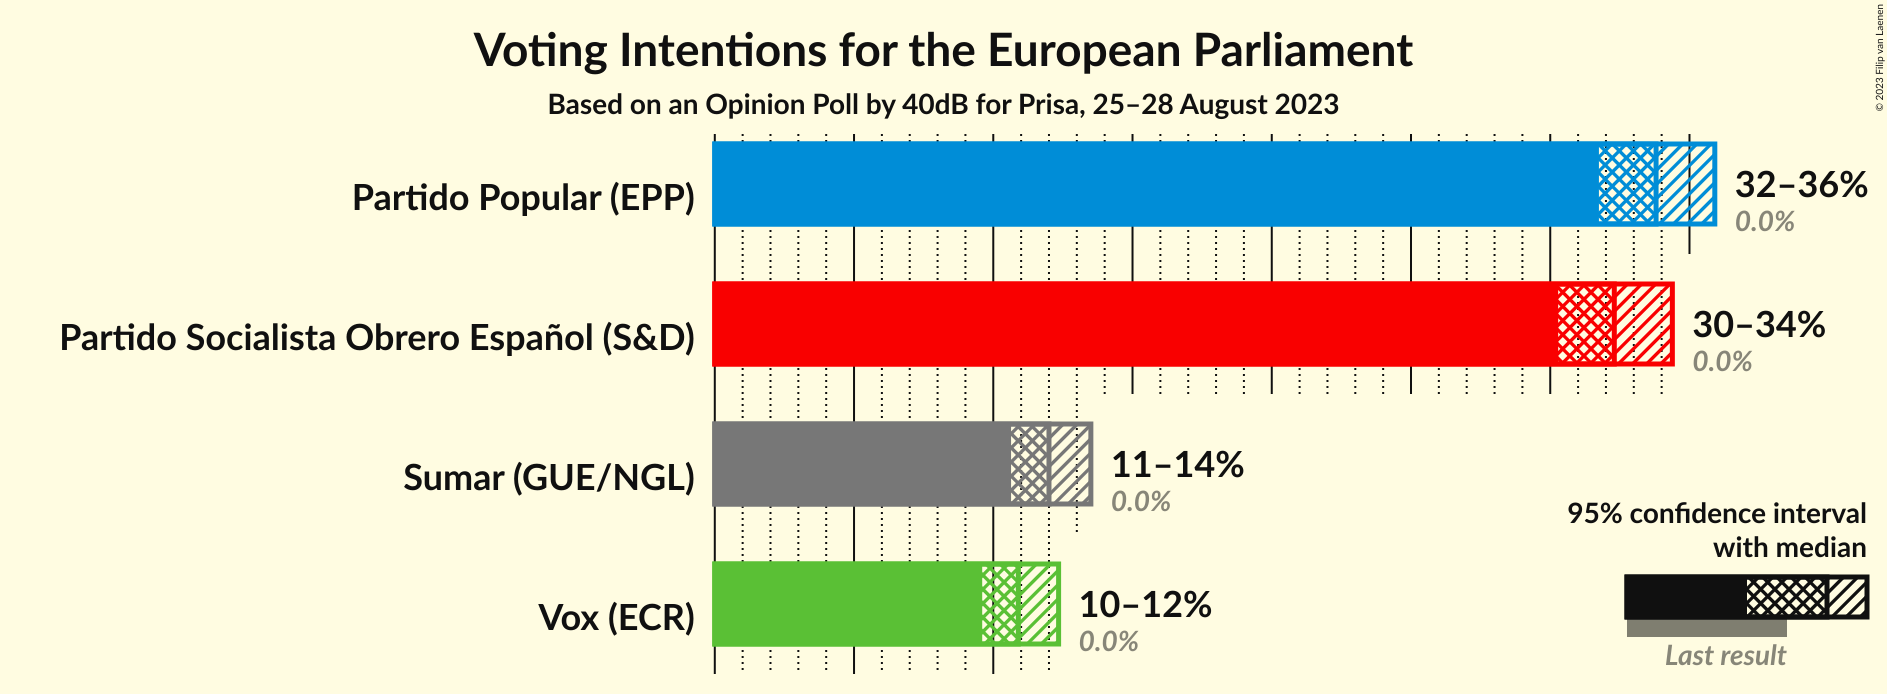 Voting Intentions for the European Parliament
Based on an Opinion Poll by 40dB for Prisa, 25–28 August 2023
© 2023 Filip van Laenen
Partido Popular (EPP)
32–36%
0.0%
Partido Socialista Obrero Español (S&D)
30–34%
0.0%
Sumar (GUE/NGL)
11–14%
0.0%
Vox (ECR)
10–12%
0.0%
95% confidence interval
with median
Last result